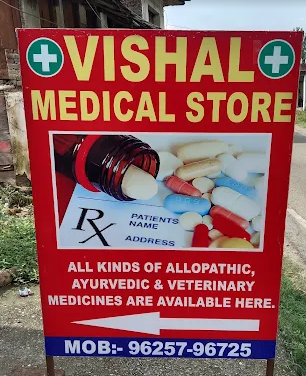 VISHAL
MEDICAL STORE
Rx
PATIENTS
NAME
ADDRESS
ALL KINDS OF ALLOPATHIC,
AYURVEDIC & VETERINARY
MEDICINES ARE AVAILABLE HERE.
MOB:- 96257-96725